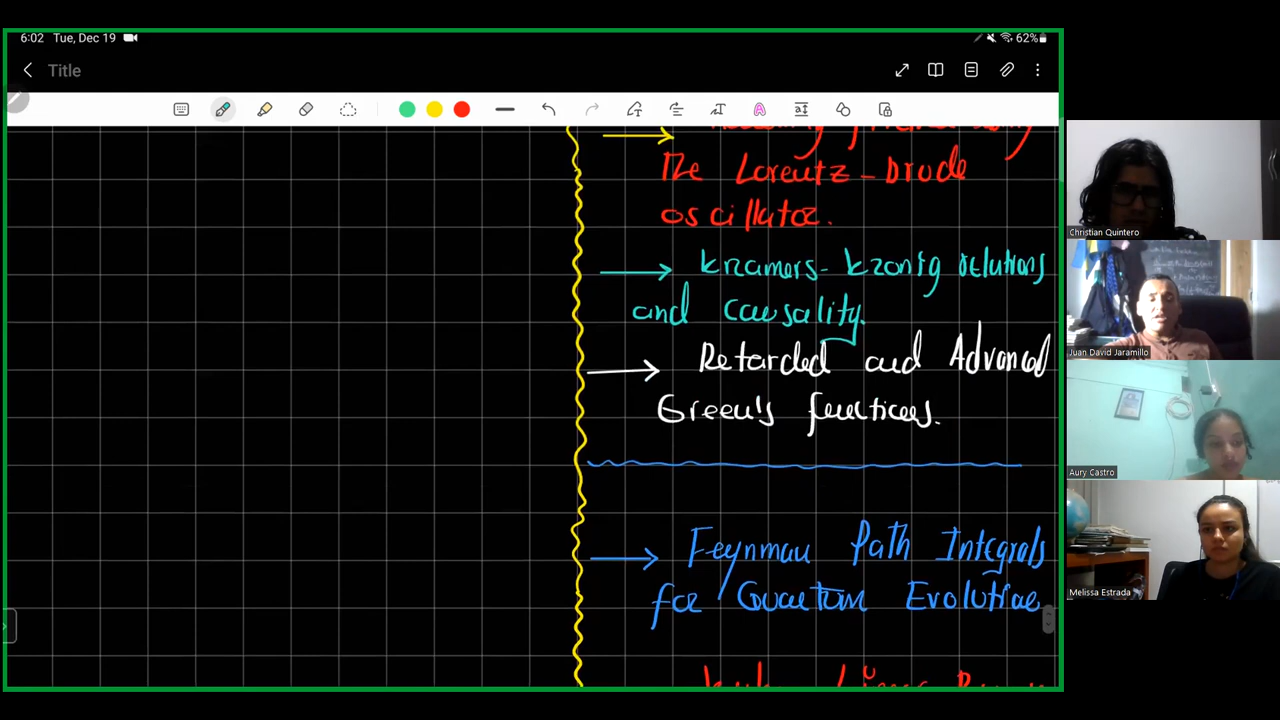 6:02 Tue, Dec 19
62%
Title
The Lorentz-Drude
oscillator.
Kramers-Kronig relations
and causality.
Retarded and Advanced
Green's functions.
Feynman Path Integrals
for Quantum Evolution
Christian Quintero
Juan David Jaramillo
Aury Castro
Melissa Estrada